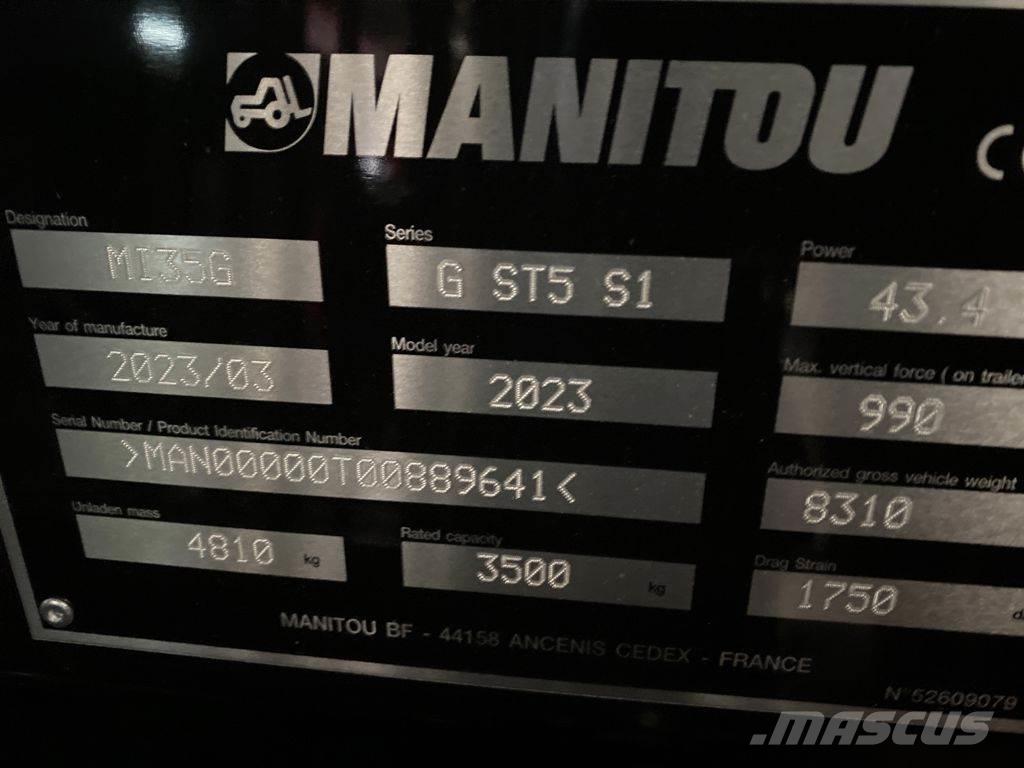 MANITOU
Designation
MI35G
Series
G ST5 S1
Power
43.4
Year of manufacture
2023/03
Model year
2023
Max. vertical force ( on trailer
990
Serial Number / Product Identification Number
>MAN00000T00889641<
Authorized gross vehicle weight
8310
Unladen mass
4810 kg
Rated capacity
3500 kg
Drag Strain
1750
MANITOU BF - 44158 ANCENIS CEDEX - FRANCE
N°52609079
.MASCUS